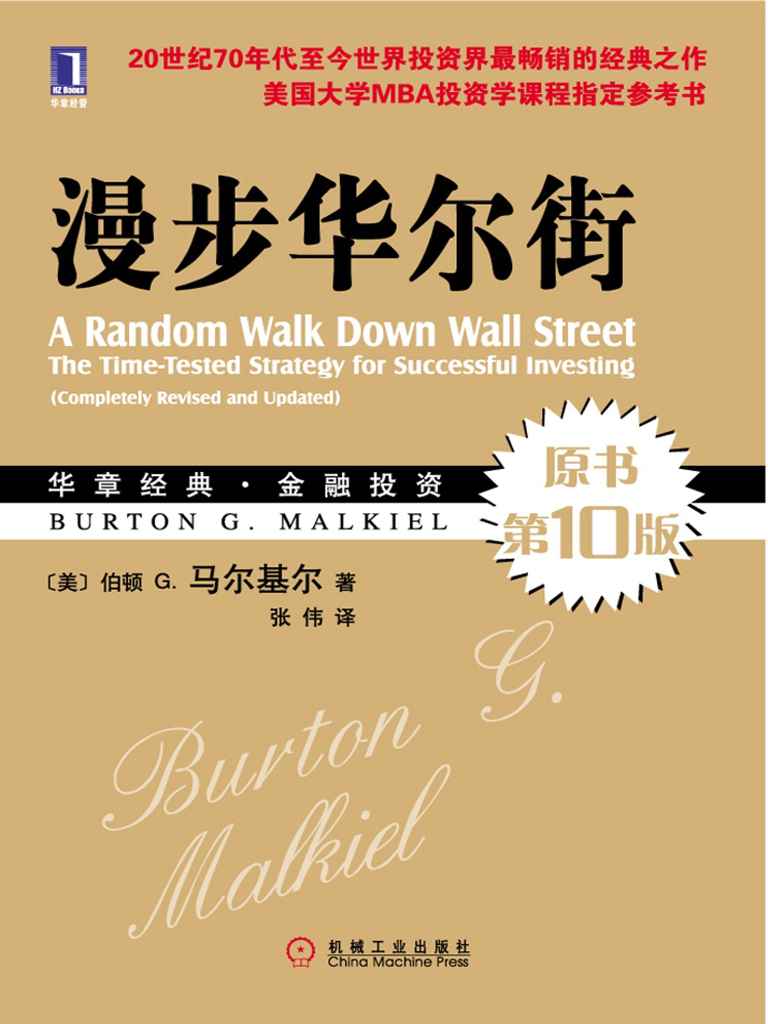 HZ Books
华章经管
20世纪70年代至今世界投资界最畅销的经典之作
美国大学MBA投资学课程指定参考书
漫步华尔街
A Random Walk Down Wall Street
The Time-Tested Strategy for Successful Investing
(Completely Revised and Updated)
华章经典·金融投资
BURTON G. MALKIEL
原书
第10版
〔美〕伯顿 G. 马尔基尔 著
张伟 译
Burton G.
Malkiel
机械工业出版社
China Machine Press